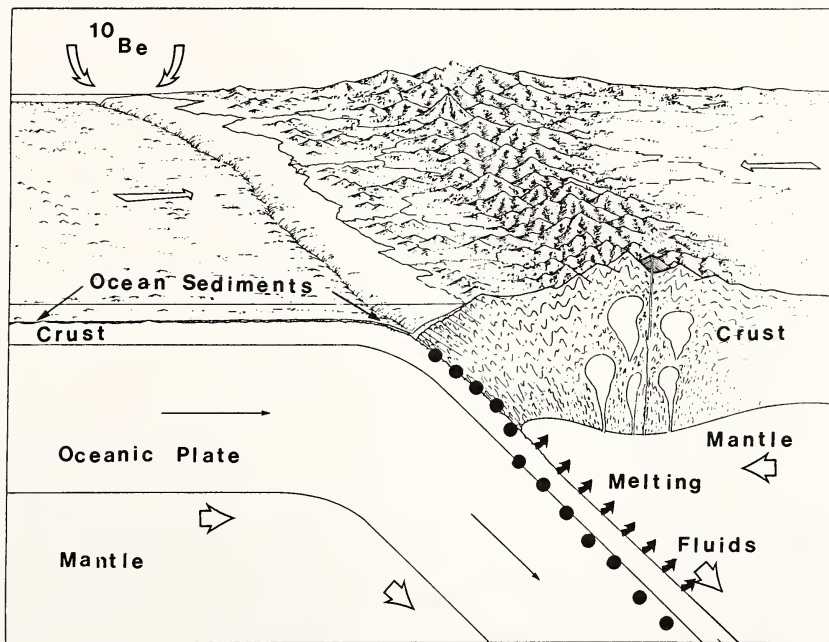 10Be
Ocean Sediments
Crust
Crust
Oceanic Plate
Mantle
Melting
Fluids
Mantle